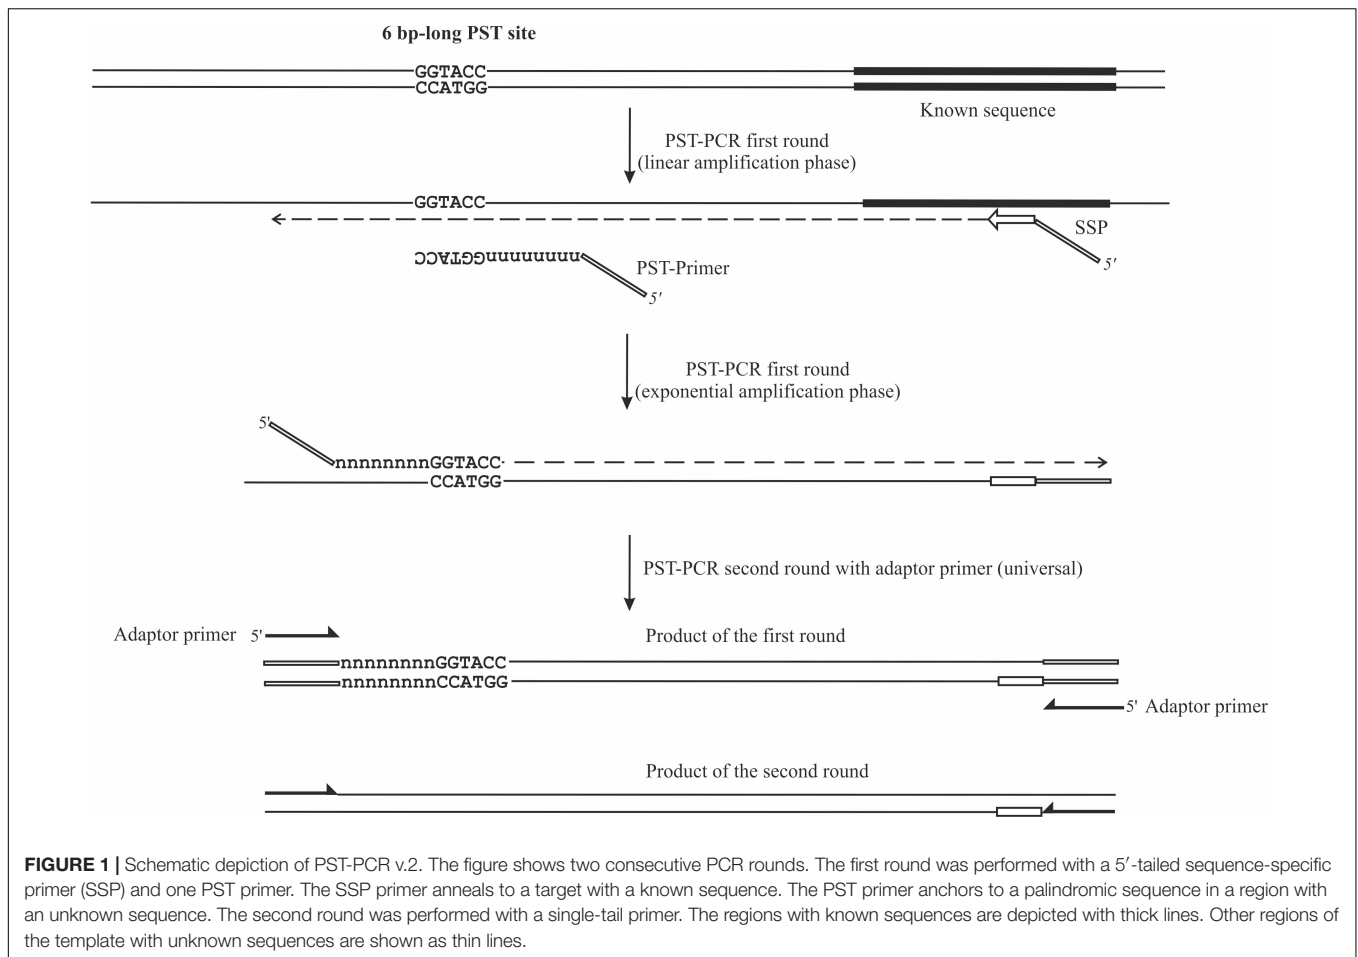 6 bp-long PST site
GGTACC
CCATGG
Known sequence
PST-PCR first round
(linear amplification phase)
GGTACC
SSP
5′
GGTACCnnnnnnnn
PST-Primer
5′
PST-PCR first round
(exponential amplification phase)
5'
nnnnnnnnGGTACC
CCATGG
PST-PCR second round with adaptor primer (universal)
Adaptor primer 5'
Product of the first round
nnnnnnnnGGTACC
nnnnnnnnCCATGG
5' Adaptor primer
Product of the second round
FIGURE 1 | Schematic depiction of PST-PCR v.2. The figure shows two consecutive PCR rounds. The first round was performed with a 5′-tailed sequence-specific
primer (SSP) and one PST primer. The SSP primer anneals to a target with a known sequence. The PST primer anchors to a palindromic sequence in a region with
an unknown sequence. The second round was performed with a single-tail primer. The regions with known sequences are depicted with thick lines. Other regions of
the template with unknown sequences are shown as thin lines.